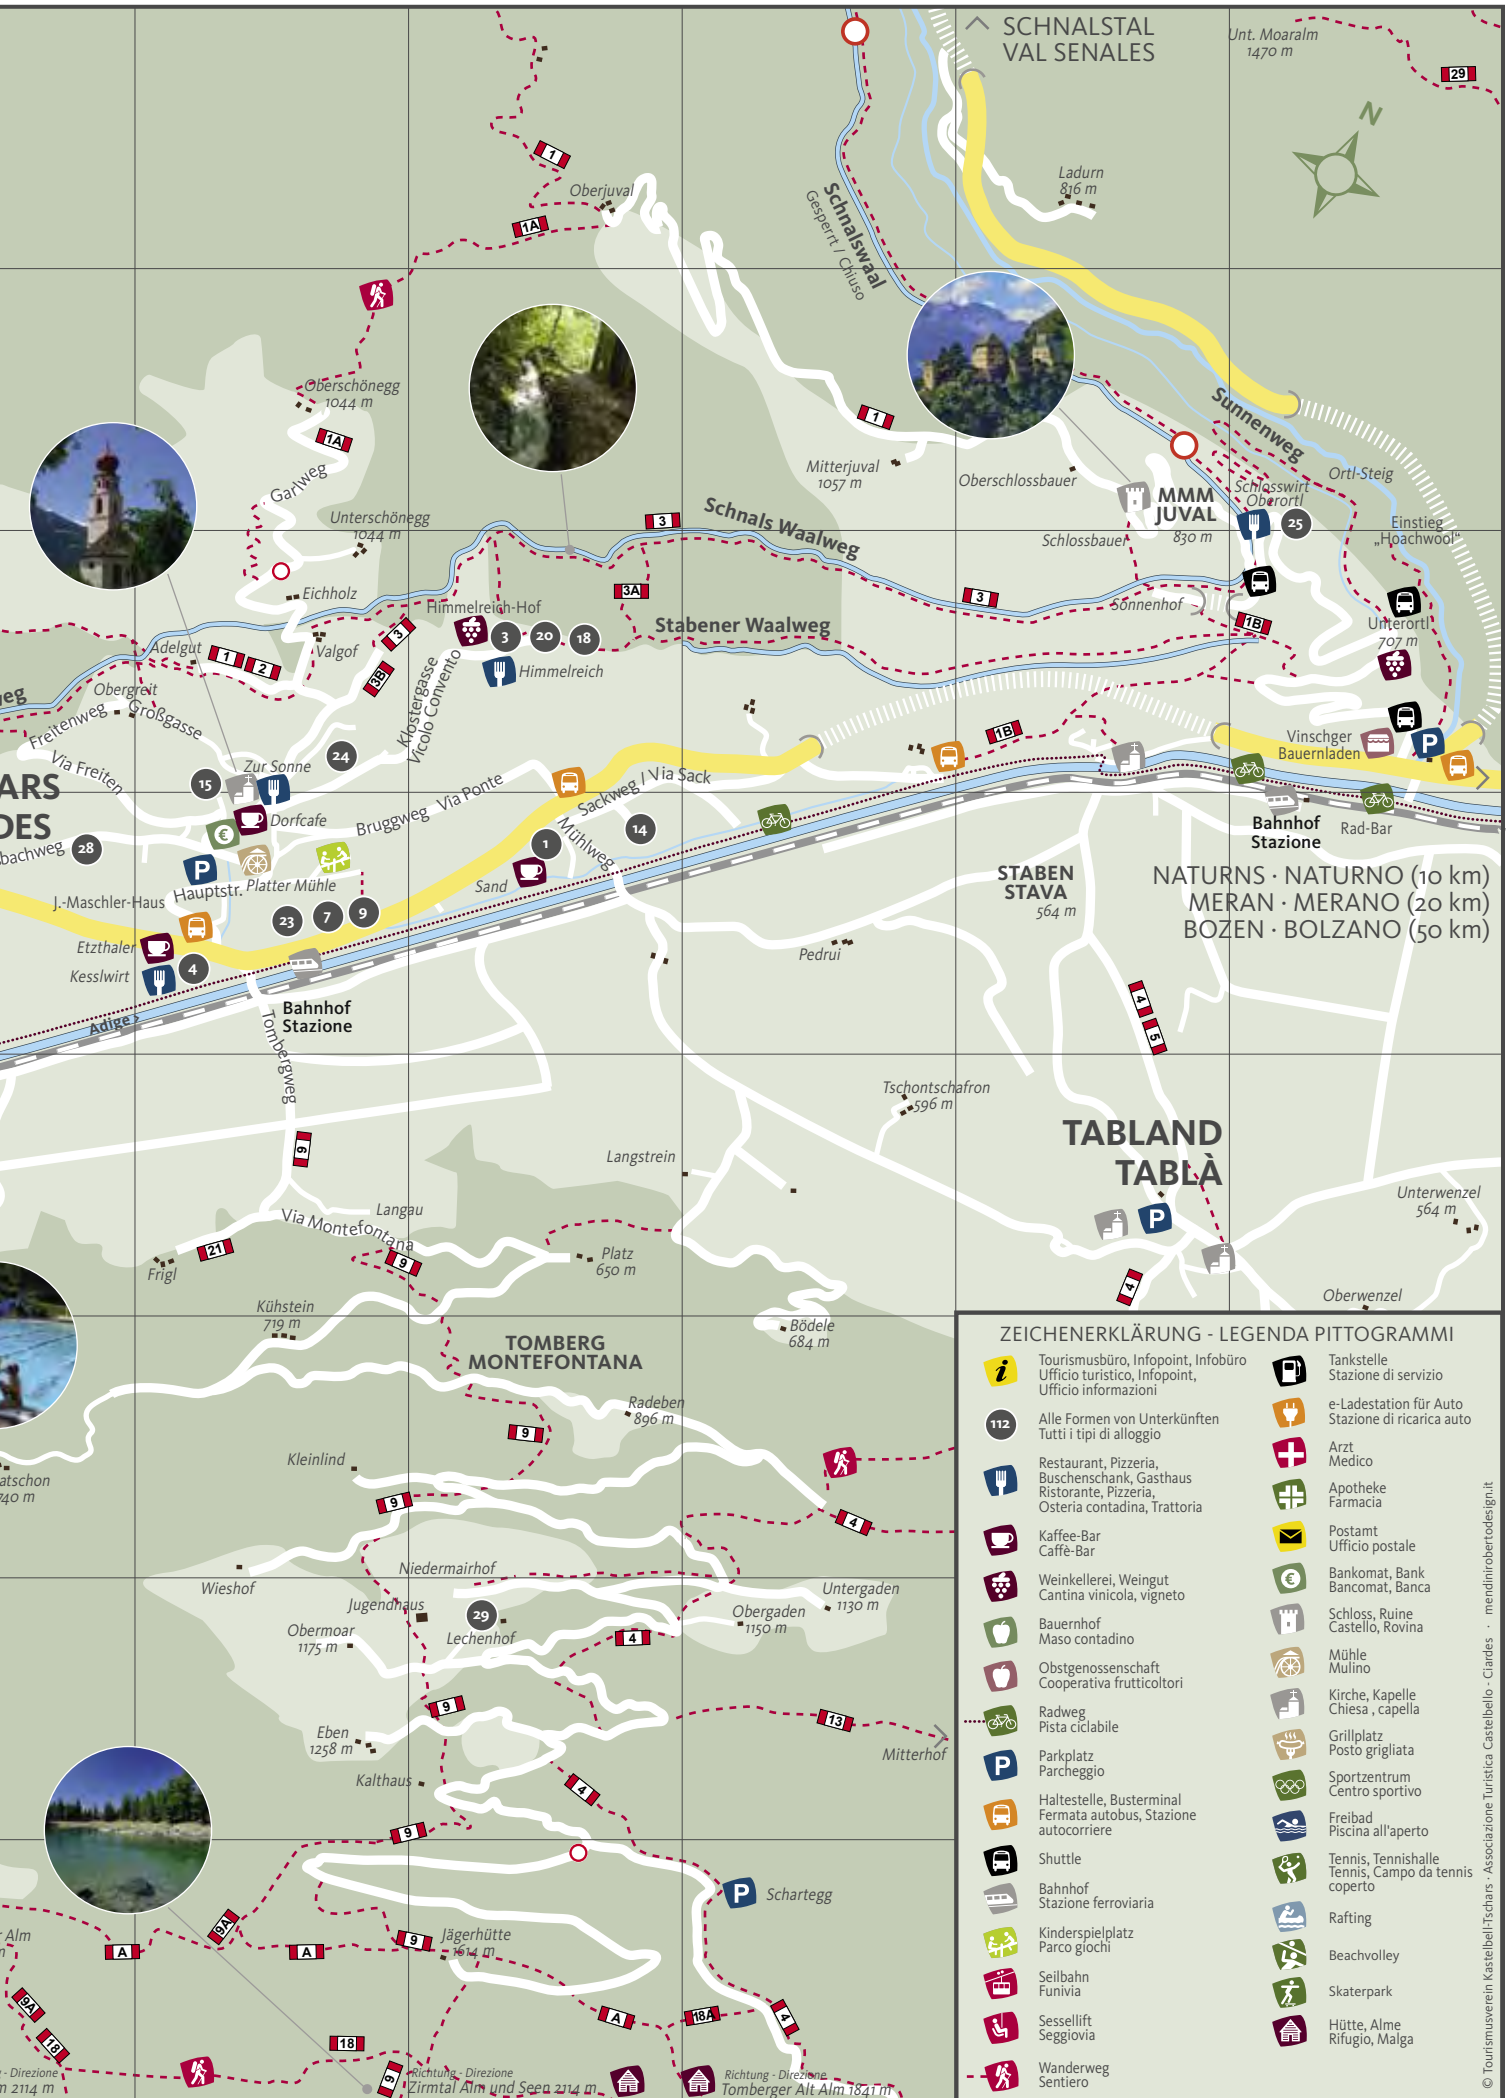 SCHNALSTAL
VAL SENALES
Unt. Moaralm
1470 m
29
N
1
Oberjuval
Ladurn
816 m
1A
Schnalswaal
Gesperrt / Chiuso
Oberschönegg
1044 m
1A
Garlweg
1
Mitterjuval
1057 m
Oberschlossbauer
Sunnenweg
Ortl-Steig
MMM
JUVAL
830 m
Schlosswirt
Oberortl
25
Einstieg
„Hoachwool“
Unterschönegg
1044 m
3
Schnals Waalweg
Schlossbauer
Eichholz
3A
3
Sonnenhof
1B
Unterortl
707 m
Himmelreich-Hof
3
20
18
Himmelreich
Stabener Waalweg
3
3B
Klostergasse
Vicolo Convento
Adelgut
1
2
Valgof
Obergreit
Großgasse
Freitenweg
Via Freiten
24
15
Zur Sonne
Dorfcafe
Bruggweg Via Ponte
Sackweg / Via Sack
Mühlweg
14
1
Sand
1B
Vinschger
Bauernladen
P
Bahnhof
Stazione
Rad-Bar
ARS
DES
bachweg
28
€
P
Hauptstr.
Platter Mühle
J.-Maschler-Haus
23
7
9
Etzthaler
Kesslwirt
4
Adige >
Bahnhof
Stazione
Tombergweg
STABEN
STAVA
564 m
NATURNS · NATURNO (10 km)
MERAN · MERANO (20 km)
BOZEN · BOLZANO (50 km)
Pedrui
4
5
Tschontschafron
596 m
TABLAND
TABLÀ
P
Unterwenzel
564 m
Oberwenzel
4
9
Langstrein
Langau
Via Montefontana
21
Frigl
9
Platz
650 m
Kühstein
719 m
Bödele
684 m
TOMBERG
MONTEFONTANA
Radeben
896 m
9
Kleinlind
atschon
740 m
9
4
Wieshof
Niedermairhof
Jugendhaus
29
Lechenhof
Untergaden
1130 m
Obergaden
1150 m
Obermoar
1175 m
4
9
Eben
1258 m
13
Mitterhof
Kalthaus
4
9
P
Schartegg
9A
A
A
9
Jägerhütte
1614 m
Alm
9A
18
18
A
18A
4
9
- Direzione
2114 m
Richtung - Direzione
Zirmtal Alm und Seen 2114 m
Richtung - Direzione
Tomberger Alt Alm 1841 m
ZEICHENERKLÄRUNG - LEGENDA PITTOGRAMMI
Tourismusbüro, Infopoint, Infobüro
Ufficio turistico, Infopoint,
Ufficio informazioni
112
Alle Formen von Unterkünften
Tutti i tipi di alloggio
Restaurant, Pizzeria,
Buschenschank, Gasthaus
Ristorante, Pizzeria,
Osteria contadina, Trattoria
Kaffee-Bar
Caffè-Bar
Weinkellerei, Weingut
Cantina vinicola, vigneto
Bauernhof
Maso contadino
Obstgenossenschaft
Cooperativa frutticoltori
Radweg
Pista ciclabile
P
Parkplatz
Parcheggio
Haltestelle, Busterminal
Fermata autobus, Stazione
autocorriere
Shuttle
Bahnhof
Stazione ferroviaria
Kinderspielplatz
Parco giochi
Seilbahn
Funivia
Sessellift
Seggiovia
Wanderweg
Sentiero
Tankstelle
Stazione di servizio
e-Ladestation für Auto
Stazione di ricarica auto
Arzt
Medico
Apotheke
Farmacia
Postamt
Ufficio postale
€
Bankomat, Bank
Bancomat, Banca
Schloss, Ruine
Castello, Rovina
Mühle
Mulino
Kirche, Kapelle
Chiesa , capella
Grillplatz
Posto grigliata
Sportzentrum
Centro sportivo
Freibad
Piscina all'aperto
Tennis, Tennishalle
Tennis, Campo da tennis
coperto
Rafting
Beachvolley
Skaterpark
Hütte, Alme
Rifugio, Malga
© Tourismusverein Kastelbell-Tschars · Associazione Turistica Castelbello - Ciardes · mendinirobertodesign.it